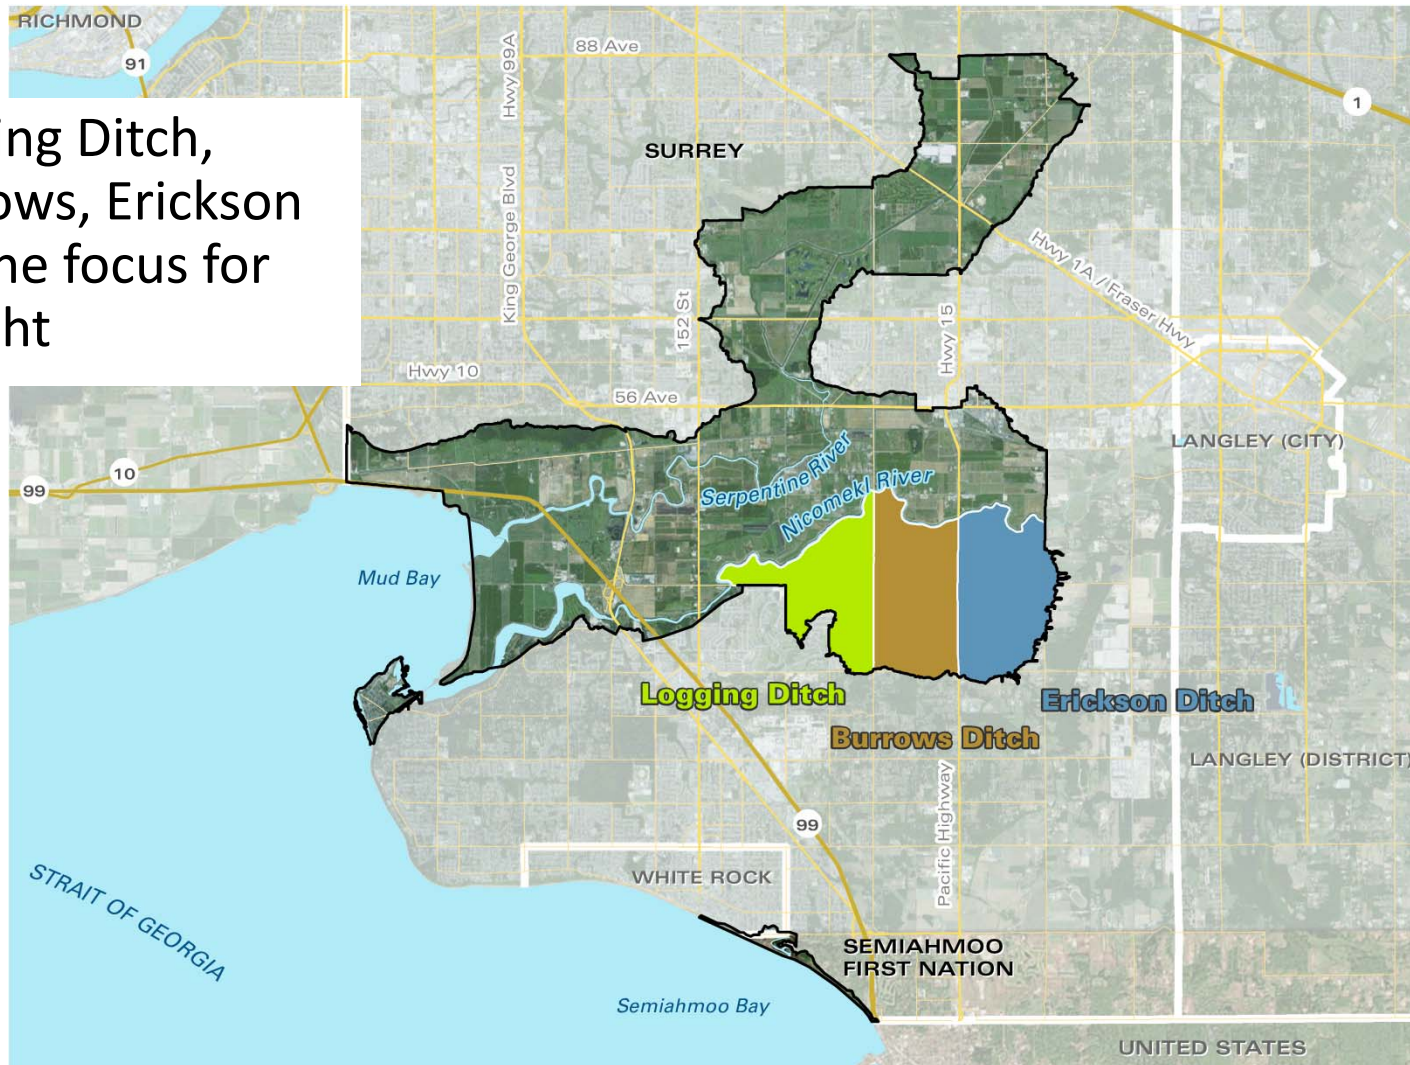 RICHMOND
91
88 Ave
Hwy 99A
1
ing Ditch,
ows, Erickson
ne focus for
ht
SURREY
King George Blvd
152 St
Hwy 15
Hwy 1A / Fraser Hwy
Hwy 10
56 Ave
LANGLEY (CITY)
10
99
Serpentine River
Nicomekl River
Mud Bay
Logging Ditch
Erickson Ditch
Burrows Ditch
LANGLEY (DISTRICT)
Pacific Highway
99
WHITE ROCK
STRAIT OF GEORGIA
SEMIAHMOO
FIRST NATION
Semiahmoo Bay
UNITED STATES